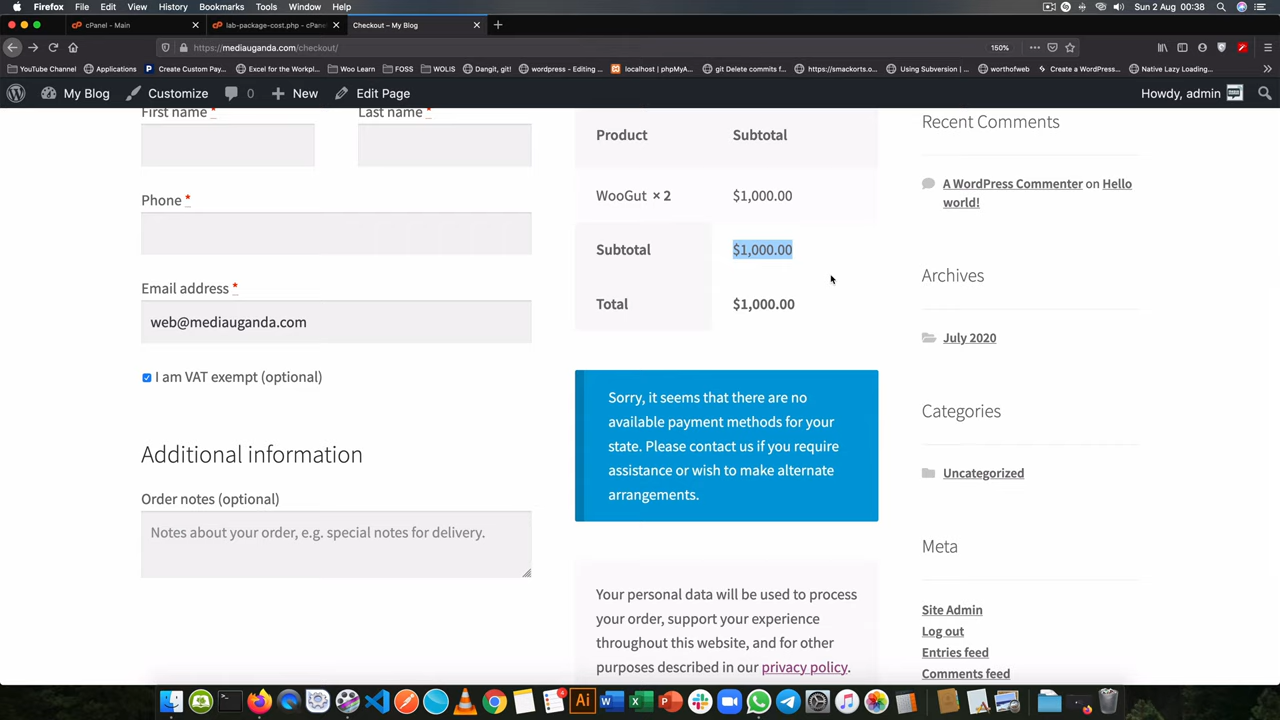 Firefox File Edit View History Bookmarks Tools Window Help Sun 2 Aug 00:38
cPanel - Main
lab-package-cost.php - cPanel
Checkout – My Blog
https://mediauganda.com/checkout/
150%
YouTube Channel
Applications
Create Custom Pay...
Excel for the Workplac...
Woo Learn
FOSS
WOLIS
Dangit, git!
wordpress - Editing ...
localhost | phpMyA...
git Delete commits f...
https://smackorts.o...
Using Subversion | ...
worthofweb
Create a WordPress...
Native Lazy Loading...
My Blog Customize 0 New Edit Page Howdy, admin
First name * Last name *
Phone *
Email address *
web@mediauganda.com
I am VAT exempt (optional)
Additional information
Order notes (optional)
Notes about your order, e.g. special notes for delivery.
Product Subtotal
WooGut × 2 $1,000.00
Subtotal $1,000.00
Total $1,000.00
Sorry, it seems that there are no
available payment methods for your
state. Please contact us if you require
assistance or wish to make alternate
arrangements.
Your personal data will be used to process
your order, support your experience
throughout this website, and for other
purposes described in our privacy policy.
Recent Comments
A WordPress Commenter on Hello
world!
Archives
July 2020
Categories
Uncategorized
Meta
Site Admin
Log out
Entries feed
Comments feed